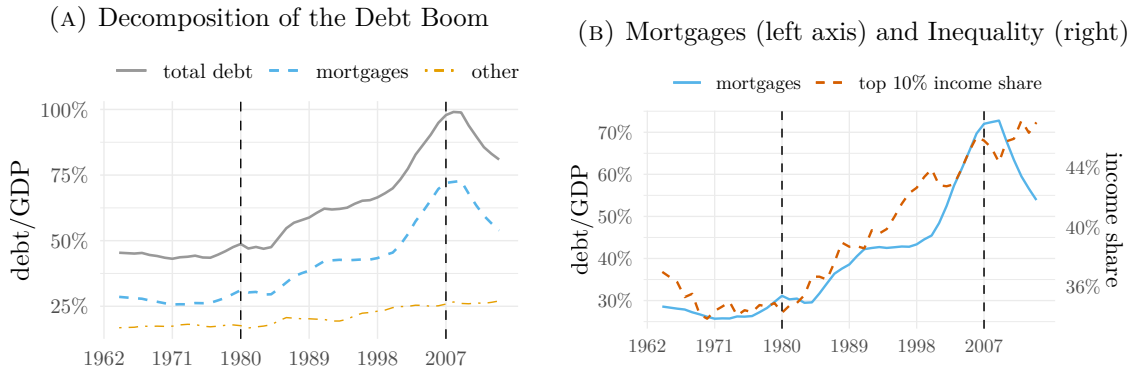 (A) Decomposition of the Debt Boom
total debt mortgages other
100%
75%
50%
25%
debt/GDP
1962 1971 1980 1989 1998 2007
(B) Mortgages (left axis) and Inequality (right)
mortgages top 10% income share
70%
60%
50%
40%
30%
debt/GDP
44%
40%
36%
income share
1962 1971 1980 1989 1998 2007